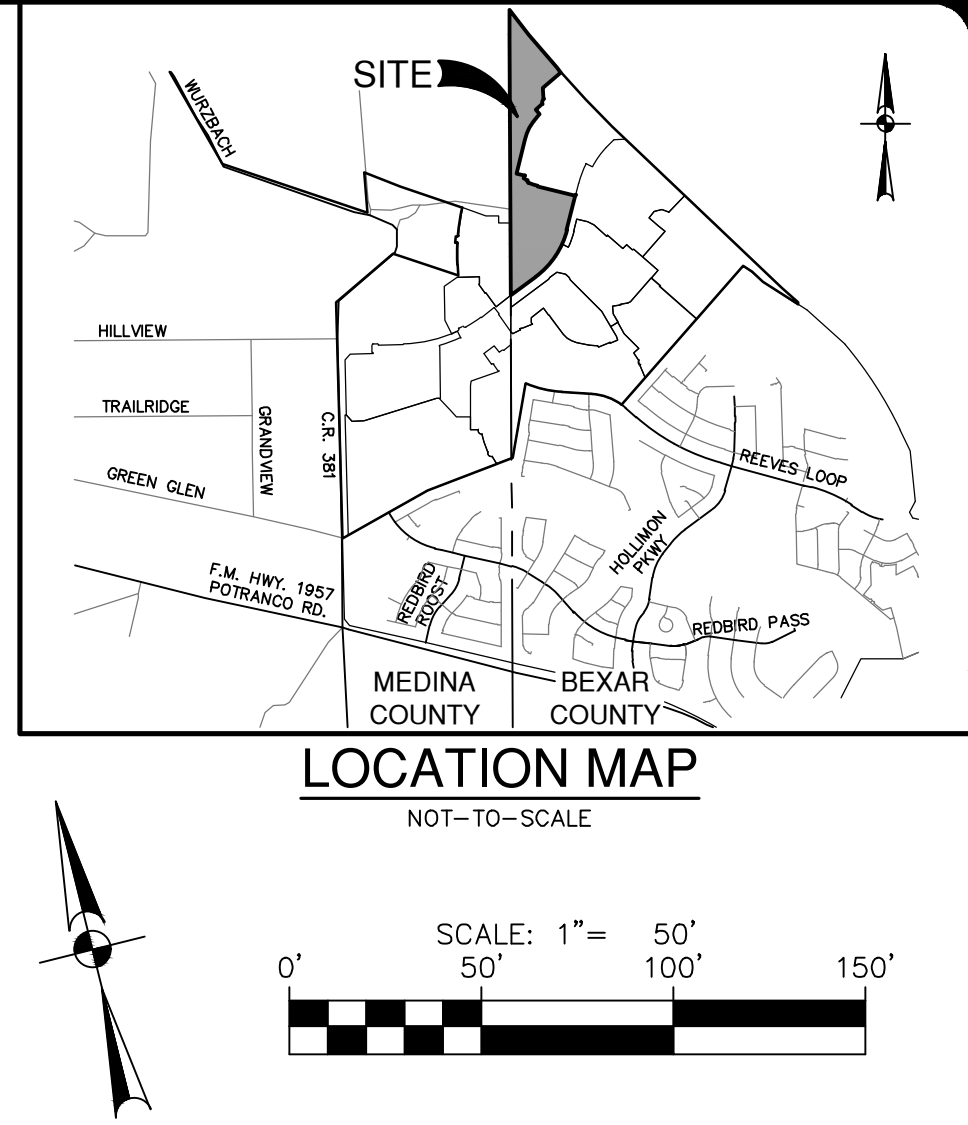 SITE
WURZBACH
HILLVIEW
TRAILRIDGE
GRANDVIEW
C.R. 381
GREEN GLEN
REEVES LOOP
HOLLIMON
PKWY
F.M. HWY. 1957
POTRANCO RD.
REDBIRD
ROOST
REDBIRD PASS
MEDINA
COUNTY
BEXAR
COUNTY
LOCATION MAP
NOT-TO-SCALE
SCALE: 1"= 50'
0' 50' 100' 150'